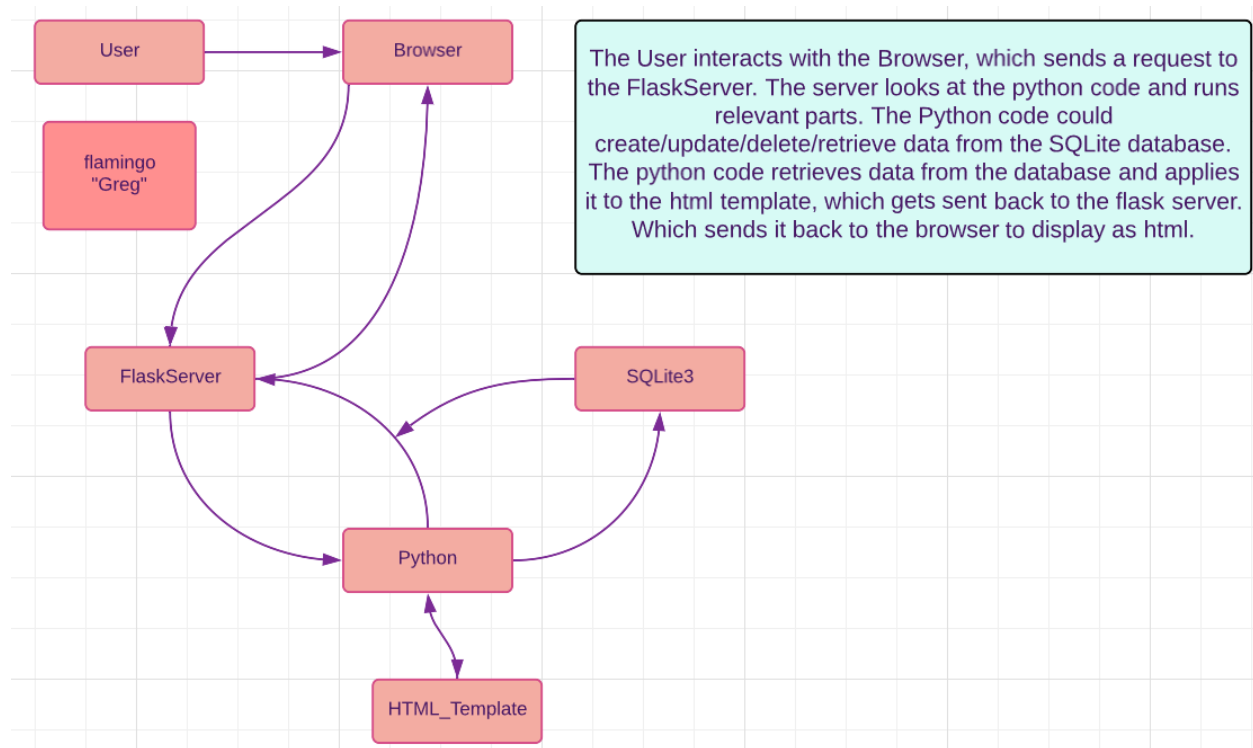 User
Browser
The User interacts with the Browser, which sends a request to
the FlaskServer. The server looks at the python code and runs
relevant parts. The Python code could
create/update/delete/retrieve data from the SQLite database.
The python code retrieves data from the database and applies
it to the html template, which gets sent back to the flask server.
Which sends it back to the browser to display as html.
flamingo
"Greg"
FlaskServer
SQLite3
Python
HTML_Template